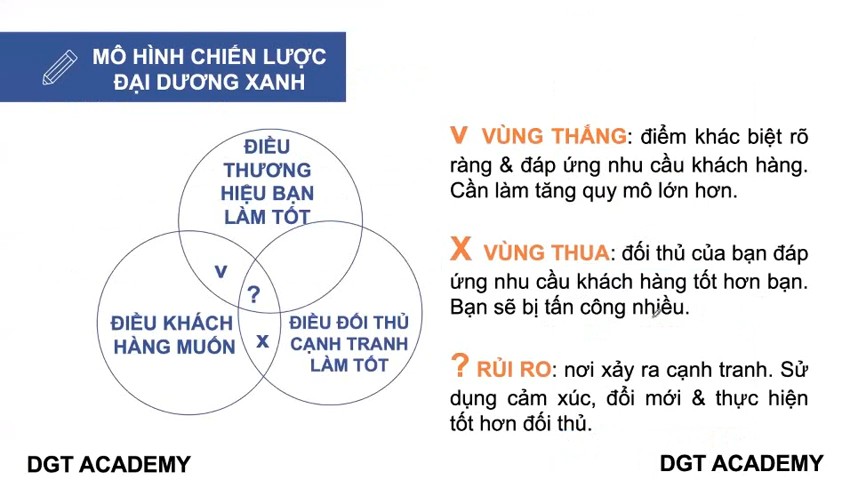 MÔ HÌNH CHIẾN LƯỢC
ĐẠI DƯƠNG XANH
ĐIỀU
THƯƠNG
HIỆU BẠN
LÀM TỐT
v
?
x
ĐIỀU KHÁCH
HÀNG MUỐN
ĐIỀU ĐỐI THỦ
CẠNH TRANH
LÀM TỐT
v VÙNG THẮNG: điểm khác biệt rõ
ràng & đáp ứng nhu cầu khách hàng.
Cần làm tăng quy mô lớn hơn.
X VÙNG THUA: đối thủ của bạn đáp
ứng nhu cầu khách hàng tốt hơn bạn.
Bạn sẽ bị tấn công nhiều.
? RỦI RO: nơi xảy ra cạnh tranh. Sử
dụng cảm xúc, đổi mới & thực hiện
tốt hơn đối thủ.
DGT ACADEMY
DGT ACADEMY